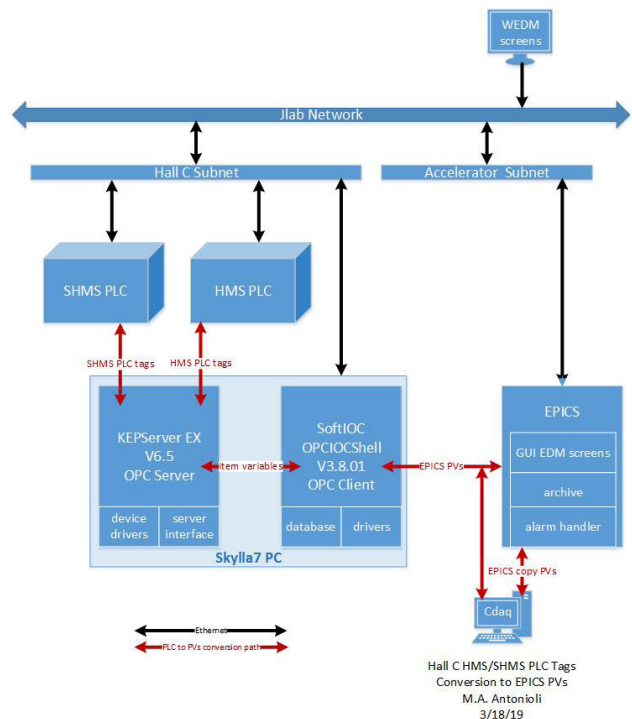 WEDM
screens
Jlab Network
Hall C Subnet
Accelerator Subnet
SHMS PLC
HMS PLC
SHMS PLC tags
HMS PLC tags
KEPServer EX
V6.5
OPC Server
device
drivers
server
interface
item variables
SoftIOC
OPCIOCShell
V3.8.01
OPC Client
database
drivers
Skylla7 PC
EPICS PVs
EPICS
GUI EDM screens
archive
alarm handler
EPICS copy PVs
Cdaq
Ethernet
PLC to PVs conversion path
Hall C HMS/SHMS PLC Tags
Conversion to EPICS PVs
M.A. Antonioli
3/18/19